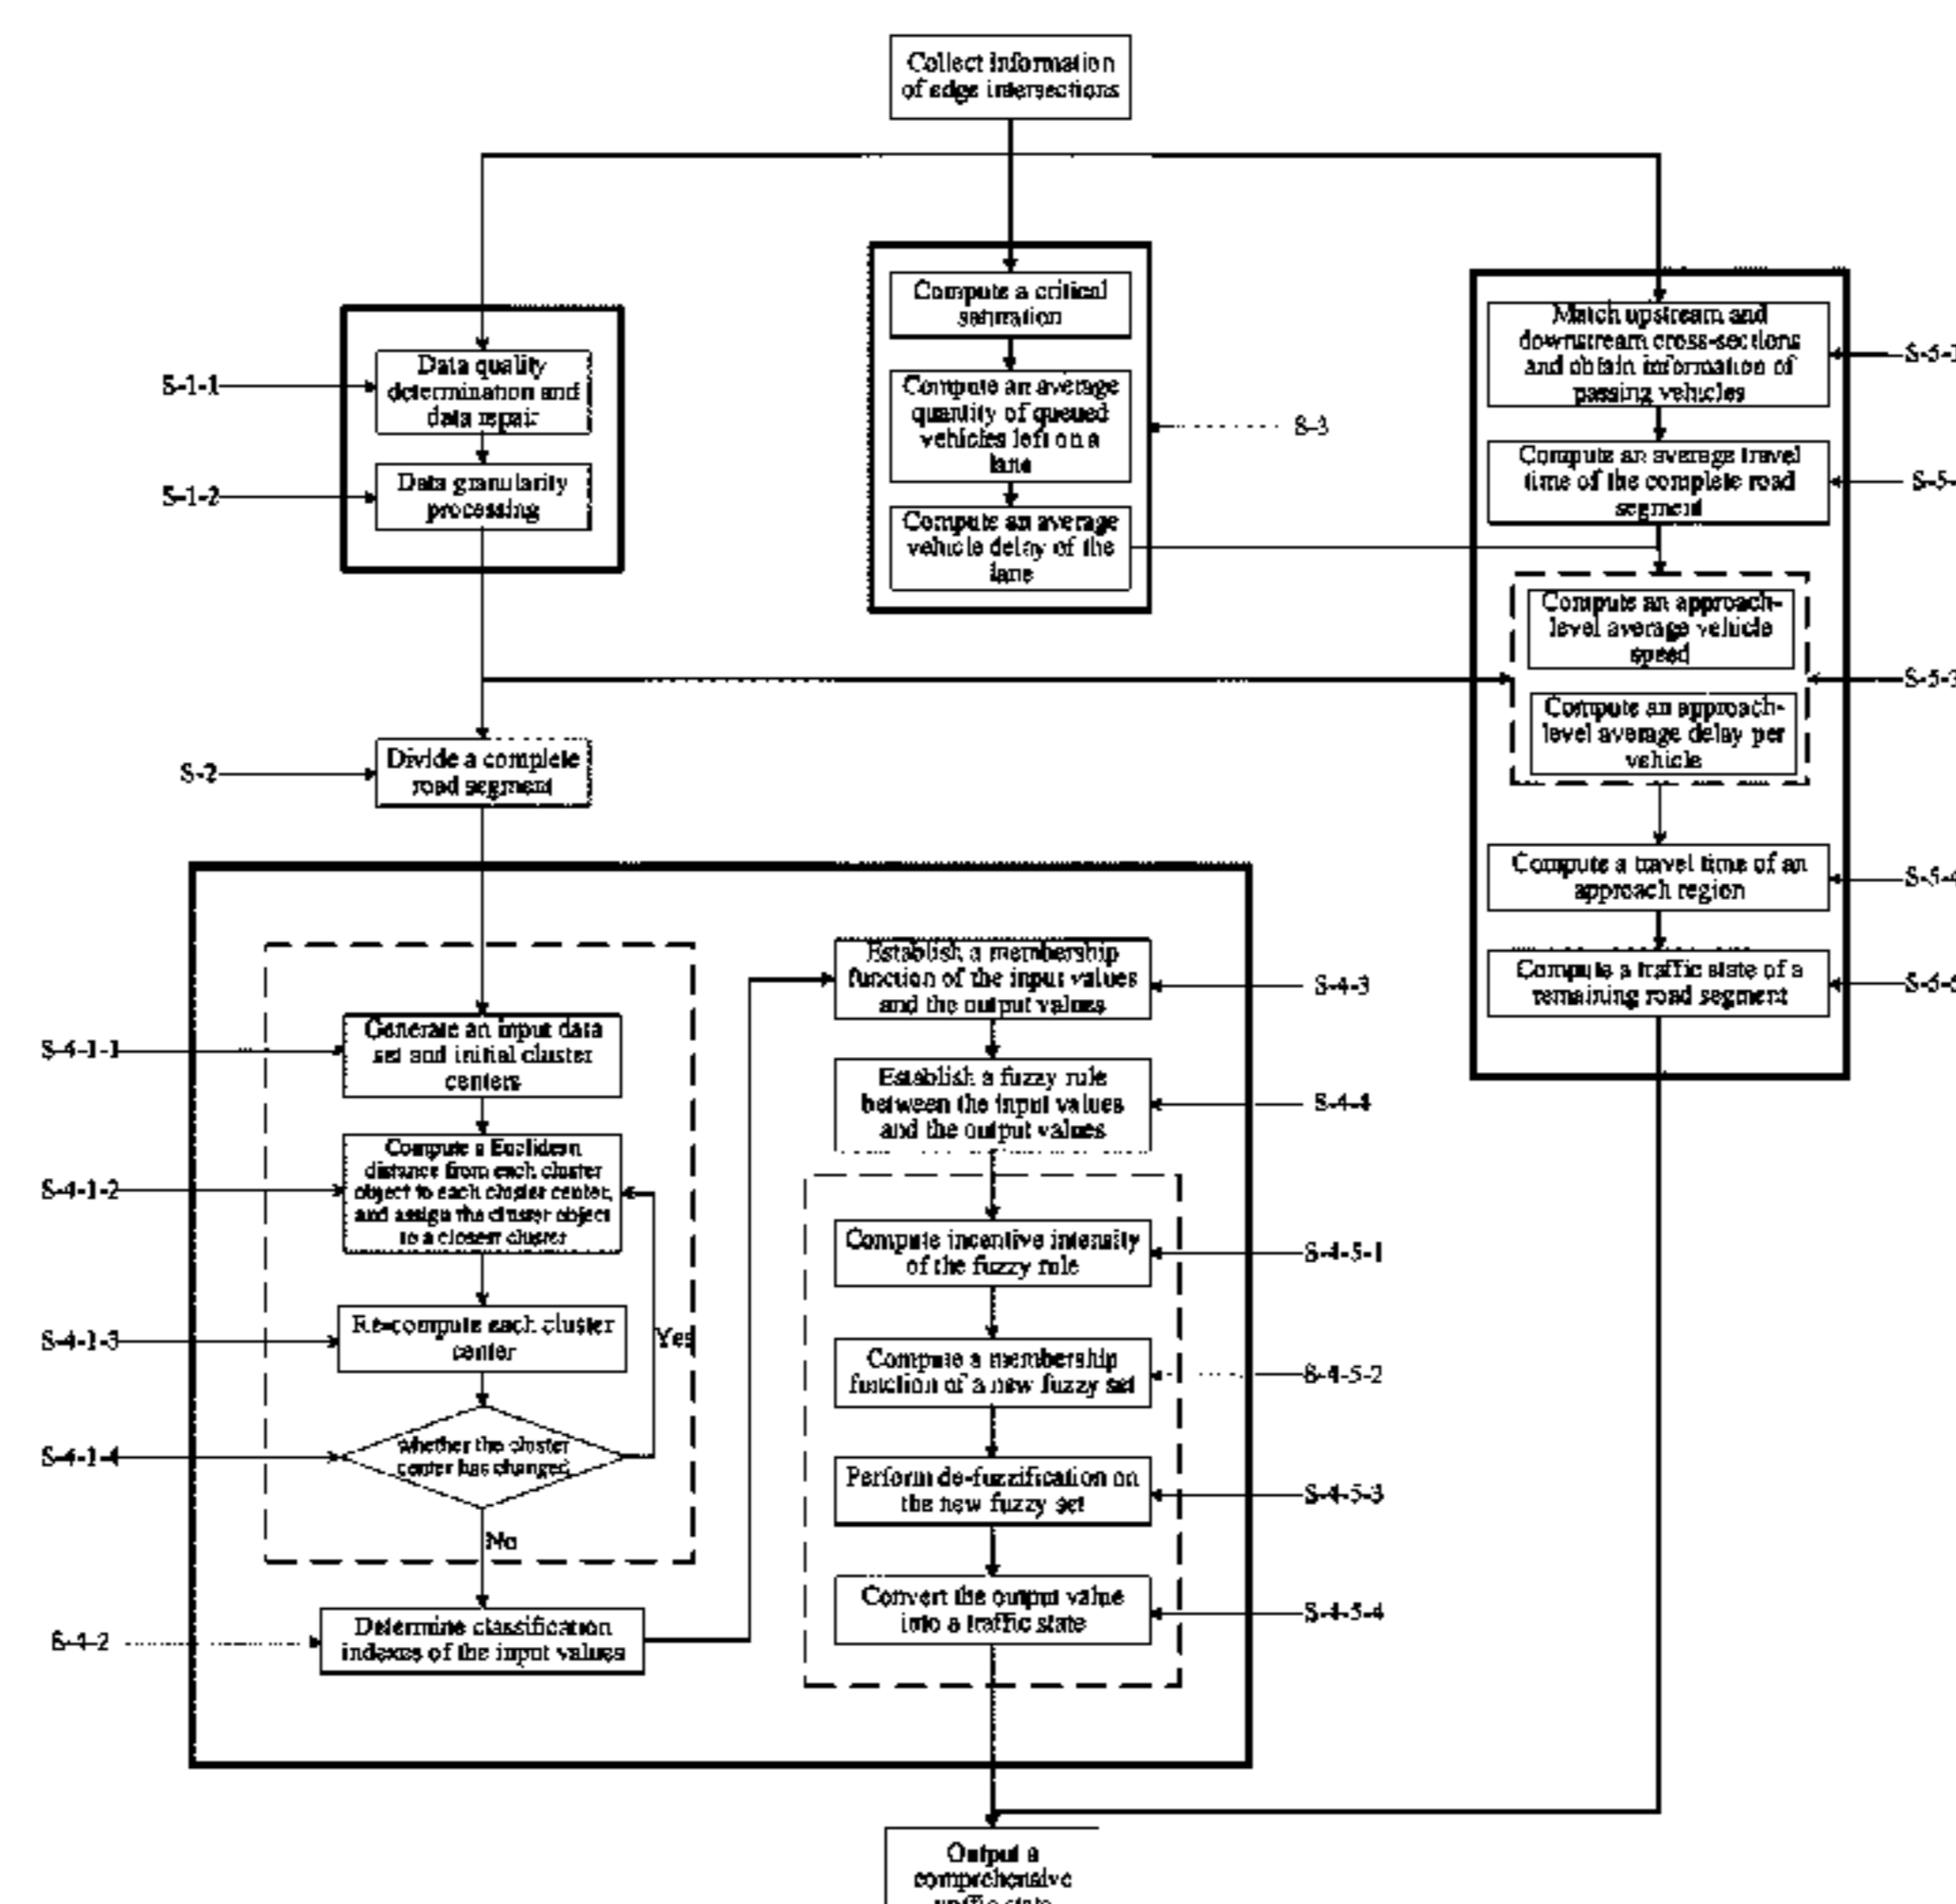 Collect information
of edge intersections
Data quality
determination and
data repair
Data granularity
processing
S-1-1
S-1-2
Compute a critical
saturation
Compute an average
quantity of queued
vehicles left on a
lane
Compute an average
vehicle delay of the
lane
S-3
Match upstream and
downstream cross-sections
and obtain information of
passing vehicles
Compute an average travel
time of the complete road
segment
Compute an approach-
level average vehicle
speed
Compute an approach-
level average delay per
vehicle
Compute a travel time of an
approach region
Compute a traffic state of a
remaining road segment
S-5-
S-2
Divide a complete
road segment
S-4-1-1
Generate an input data
set and initial cluster
centers
S-4-1-2
Compute a Euclidean
distance from each cluster
object to each cluster center,
and assign the cluster object
to a closest cluster
S-4-1-3
Re-compute each cluster
center
Yes
S-4-1-4
whether the cluster
center has changed
No
S-4-2
Determine classification
indexes of the input values
Establish a membership
function of the input values
and the output values
S-4-3
Establish a fuzzy rule
between the input values
and the output values
S-4-4
Compute incentive intensity
of the fuzzy rule
S-4-5-1
Compute a membership
function of a new fuzzy set
S-4-5-2
Perform de-fuzzification on
the new fuzzy set
S-4-5-3
Convert the output value
into a traffic state
S-4-5-4
Output a
comprehensive